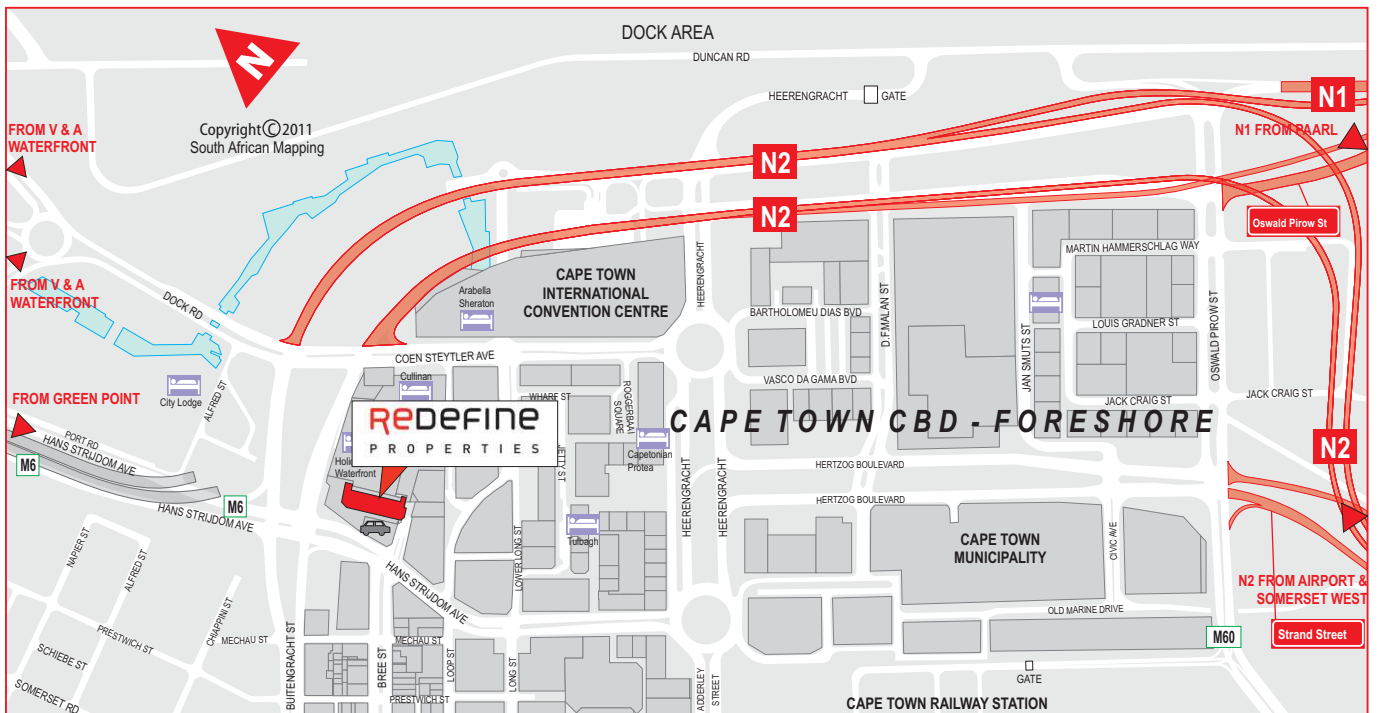 DOCK AREA
DUNCAN RD
HEERENGRACHT
GATE
N
N1
Copyright©2011
South African Mapping
FROM V & A
WATERFRONT
N1 FROM PAARL
N2
N2
Oswald Pirow St
FROM V & A
WATERFRONT
DOCK RD
Arabella
Sheraton
CAPE TOWN
INTERNATIONAL
CONVENTION CENTRE
HEERENGRACHT
MARTIN HAMMERSCHLAG WAY
BARTHOLOMEU DIAS BVD
D.F.MALAN ST
JAN SMUTS ST
LOUIS GRADNER ST
OSWALD PIROW ST
COEN STEYTLER AVE
Cullinan
WHARF ST
ROGGERBAAI
SQUARE
VASCO DA GAMA BVD
JACK CRAIG ST
JACK CRAIG ST
City Lodge
ALFRED ST
FROM GREEN POINT
REDEFINE
PROPERTIES
CAPE TOWN CBD - FORESHORE
PORT RD
HANS STRIJDOM AVE
M6
M6
HANS STRIJDOM AVE
Waterfront
Capetonian
Protea
HEERENGRACHT
HEERENGRACHT
HERTZOG BOULEVARD
HERTZOG BOULEVARD
N2
NAPIER ST
ALFRED ST
Tulbagh
LOWER LONG ST
CAPE TOWN
MUNICIPALITY
CIVIC AVE
HANS STRIJDOM AVE
N2 FROM AIRPORT &
SOMERSET WEST
OLD MARINE DRIVE
M60
Strand Street
CHIAPPINI ST
PRESTWICH ST
MECHAU ST
SCHIEBE ST
SOMERSET RD
BUITENGRACHT ST
BREE ST
MECHAU ST
LOOP ST
LONG ST
PRESTWICH ST
ADDERLEY
STREET
GATE
CAPE TOWN RAILWAY STATION